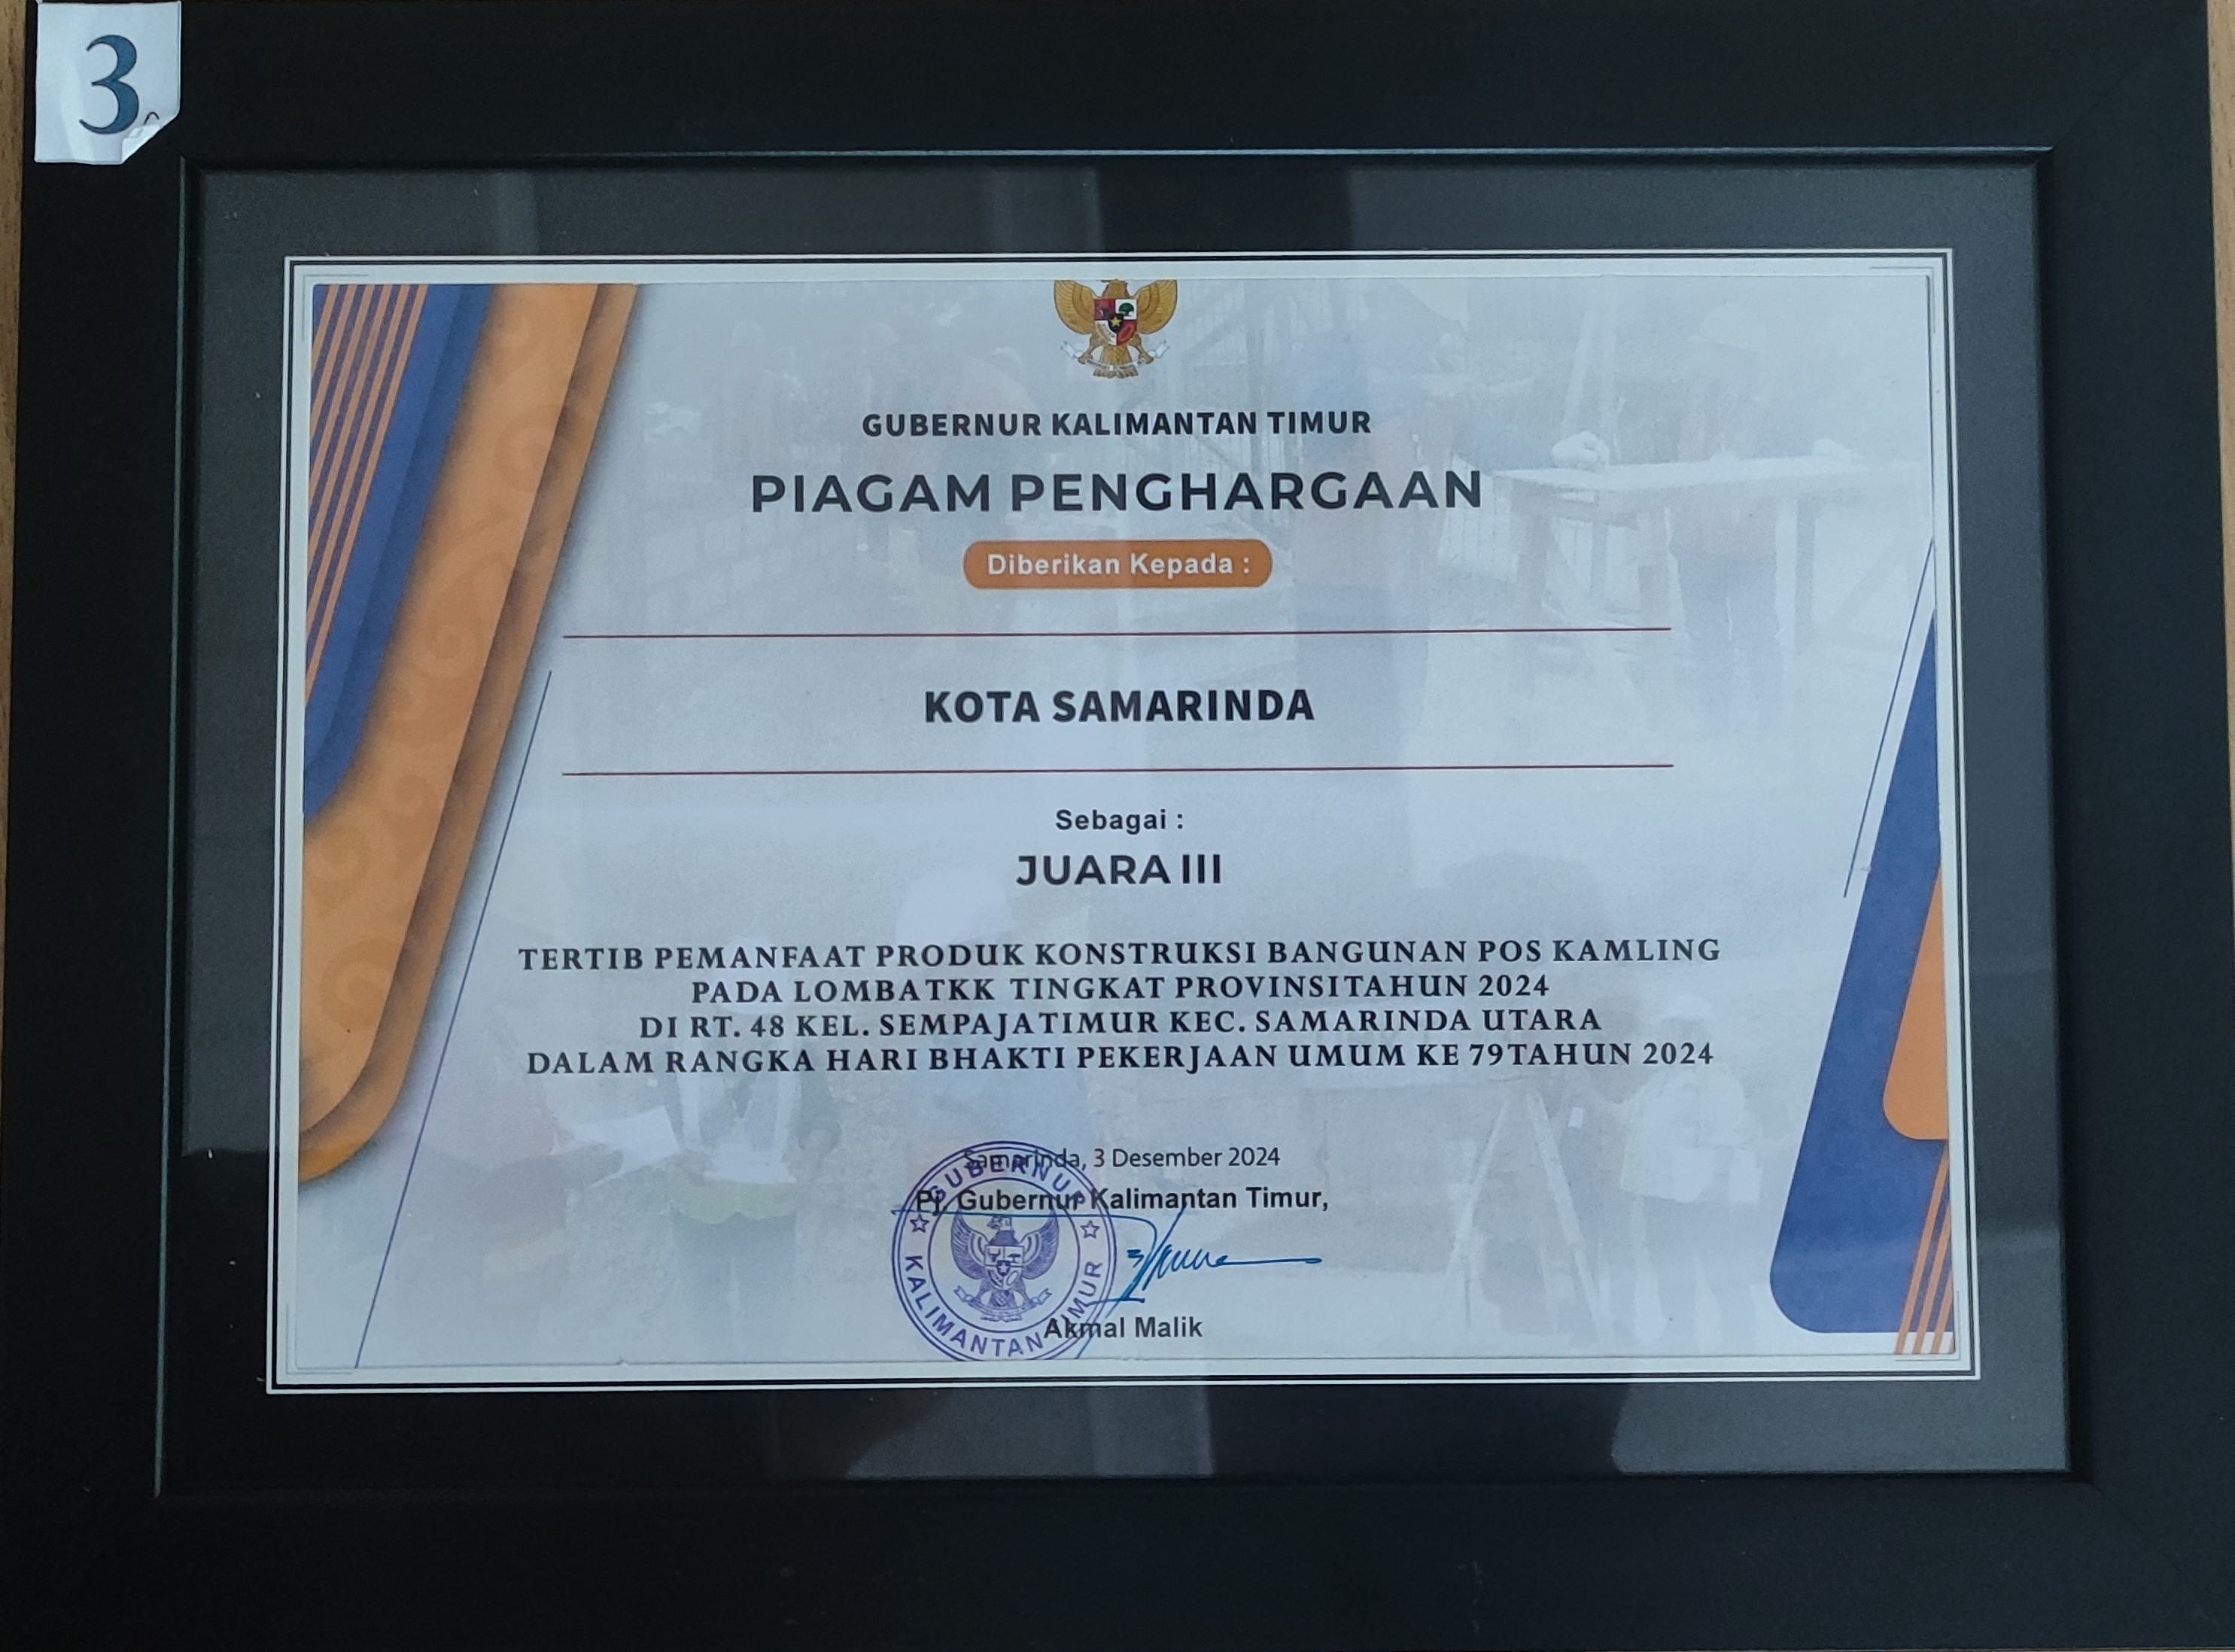 3
GUBERNUR KALIMANTAN TIMUR
PIAGAM PENGHARGAAN
Diberikan Kepada :
KOTA SAMARINDA
Sebagai :
JUARA III
TERTIB PEMANFAAT PRODUK KONSTRUKSI BANGUNAN POS KAMLING
PADA LOMBATKK TINGKAT PROVINSITAHUN 2024
DI RT. 48 KEL. SEMPAJATIMUR KEC. SAMARINDA UTARA
DALAM RANGKA HARI BHAKTI PEKERJAAN UMUM KE 79TAHUN 2024
Samarinda, 3 Desember 2024
Pj. Gubernur Kalimantan Timur,
GUBERNUR
KALIMANTAN TIMUR
Akmal Malik